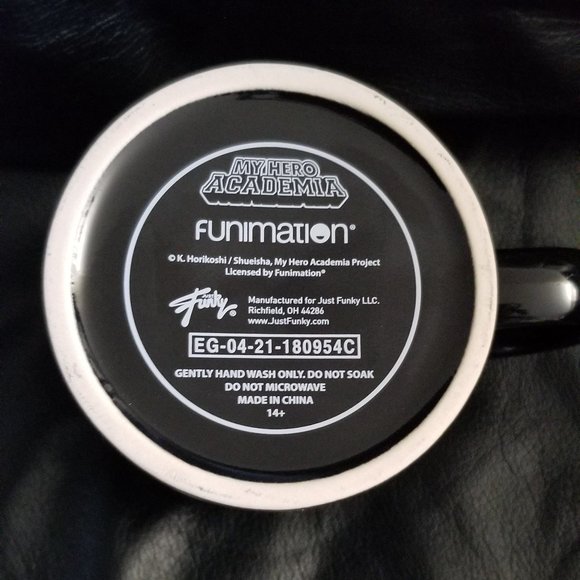 MY HERO
ACADEMIA
FUNIMATION®
© K. Horikoshi / Shueisha, My Hero Academia Project
Licensed by Funimation®
JUST Funky®
Manufactured for Just Funky LLC.
Richfield, OH 44286
www.JustFunky.com
EG-04-21-180954C
GENTLY HAND WASH ONLY. DO NOT SOAK
DO NOT MICROWAVE
MADE IN CHINA
14+